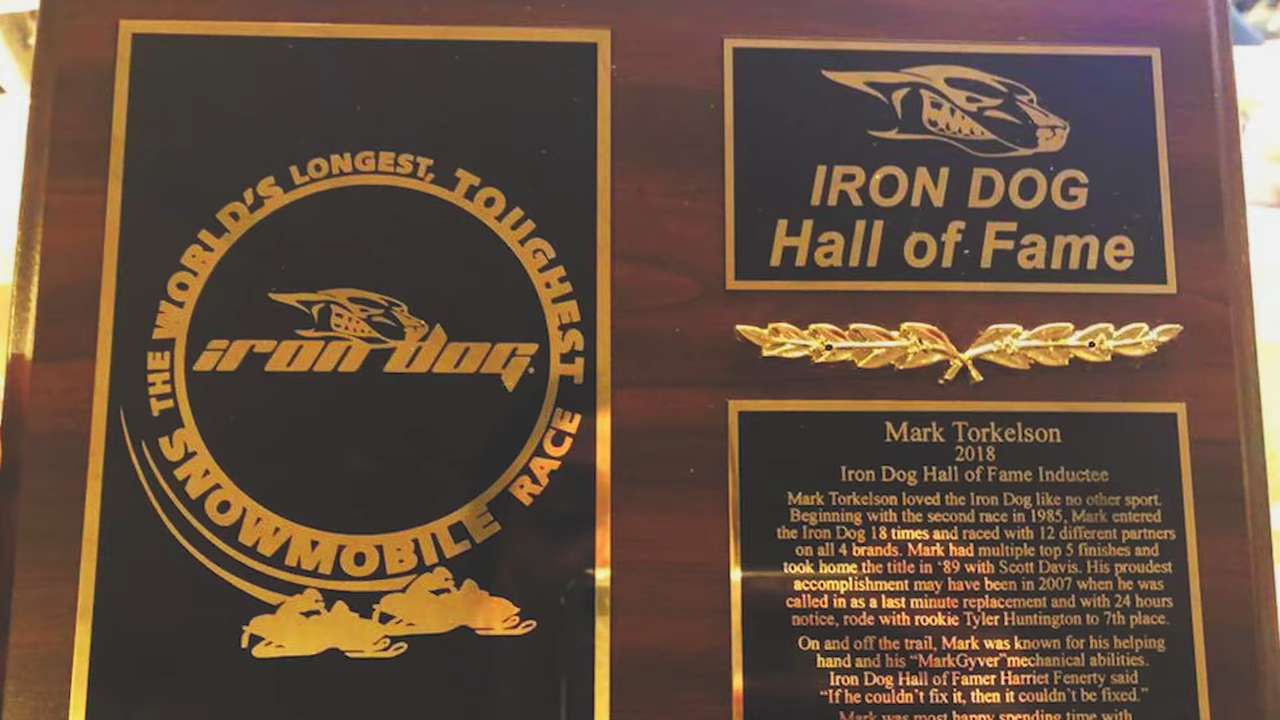 THE WORLD'S LONGEST, TOUGHEST
SNOWMOBILE RACE
iron dog
IRON DOG
Hall of Fame
Mark Torkelson
2018
Iron Dog Hall of Fame Inductee
Mark Torkelson loved the Iron Dog like no other sport.
Beginning with the second race in 1985, Mark entered
the Iron Dog 18 times and raced with 12 different partners
on all 4 brands. Mark had multiple top 5 finishes and
took home the title in ‘89 with Scott Davis. His proudest
accomplishment may have been in 2007 when he was
called in as a last minute replacement and with 24 hours
notice, rode with rookie Tyler Huntington to 7th place.
On and off the trail, Mark was known for his helping
hand and his “MarkGyver”mechanical abilities.
Iron Dog Hall of Famer Harriet Fenerty said
“If he couldn’t fix it, then it couldn’t be fixed.”
Mark was most happy spending time with